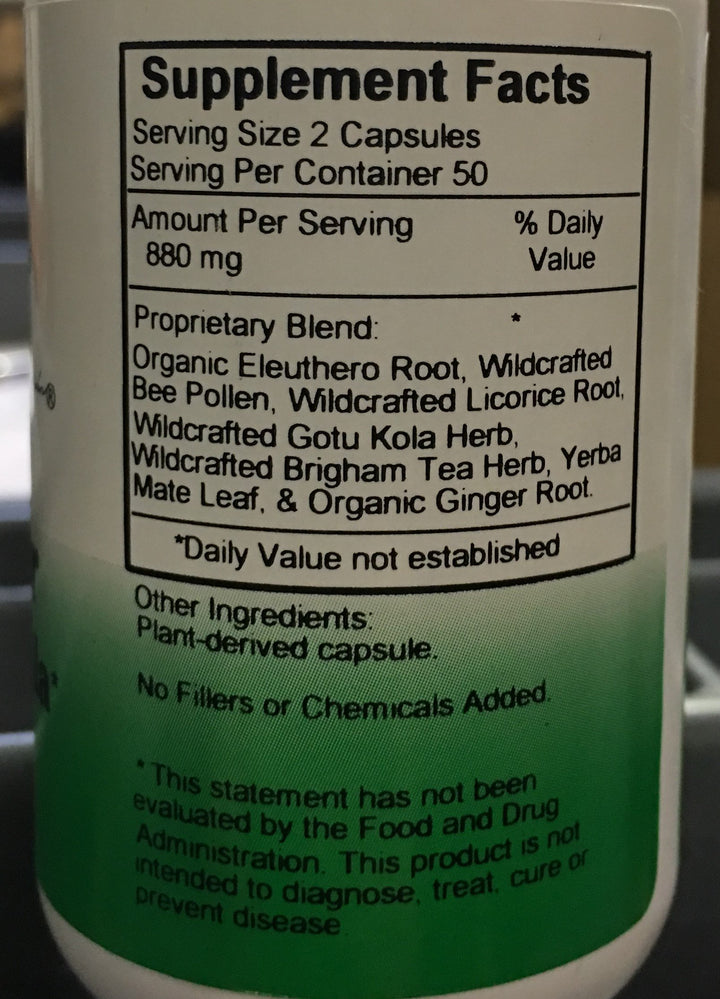 Supplement Facts
Serving Size 2 Capsules
Serving Per Container 50
Amount Per Serving % Daily
880 mg Value
Proprietary Blend: *
Organic Eleuthero Root, Wildcrafted
Bee Pollen, Wildcrafted Licorice Root,
Wildcrafted Gotu Kola Herb,
Wildcrafted Brigham Tea Herb, Yerba
Mate Leaf, & Organic Ginger Root.
*Daily Value not established
Other Ingredients:
Plant-derived capsule.
No Fillers or Chemicals Added.
* This statement has not been
evaluated by the Food and Drug
Administration. This product is not
intended to diagnose, treat, cure or
prevent disease.